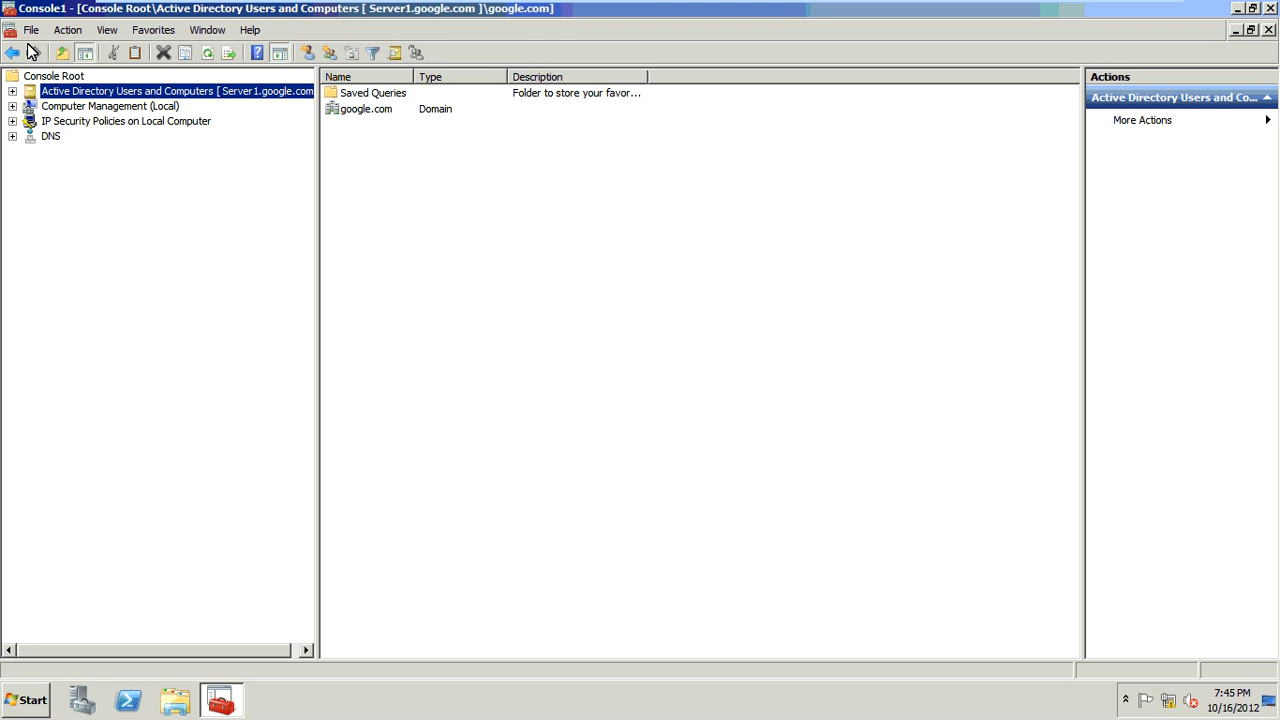 Console1 - [Console Root\Active Directory Users and Computers [ Server1.google.com ]\google.com]
File Action View Favorites Window Help
Console Root
Active Directory Users and Computers [ Server1.google.com
Computer Management (Local)
IP Security Policies on Local Computer
DNS
Name Type Description
Saved Queries Folder to store your favor...
google.com Domain
Actions
Active Directory Users and Co...
More Actions
Start
7:45 PM
10/16/2012